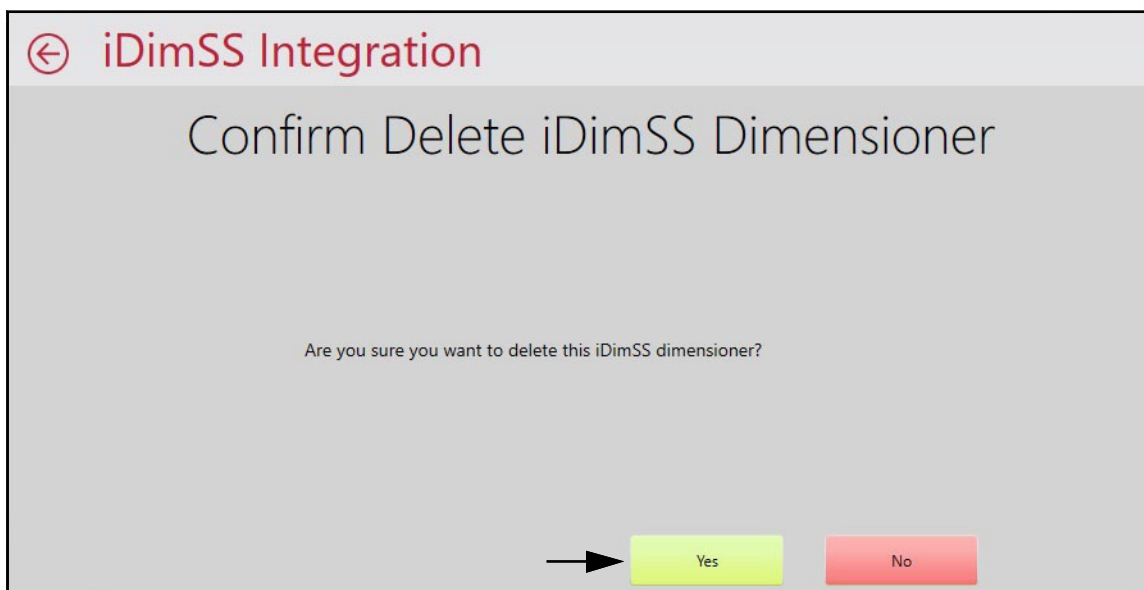 iDimSS Integration
Confirm Delete iDimSS Dimensioner
Are you sure you want to delete this iDimSS dimensioner?
Yes No